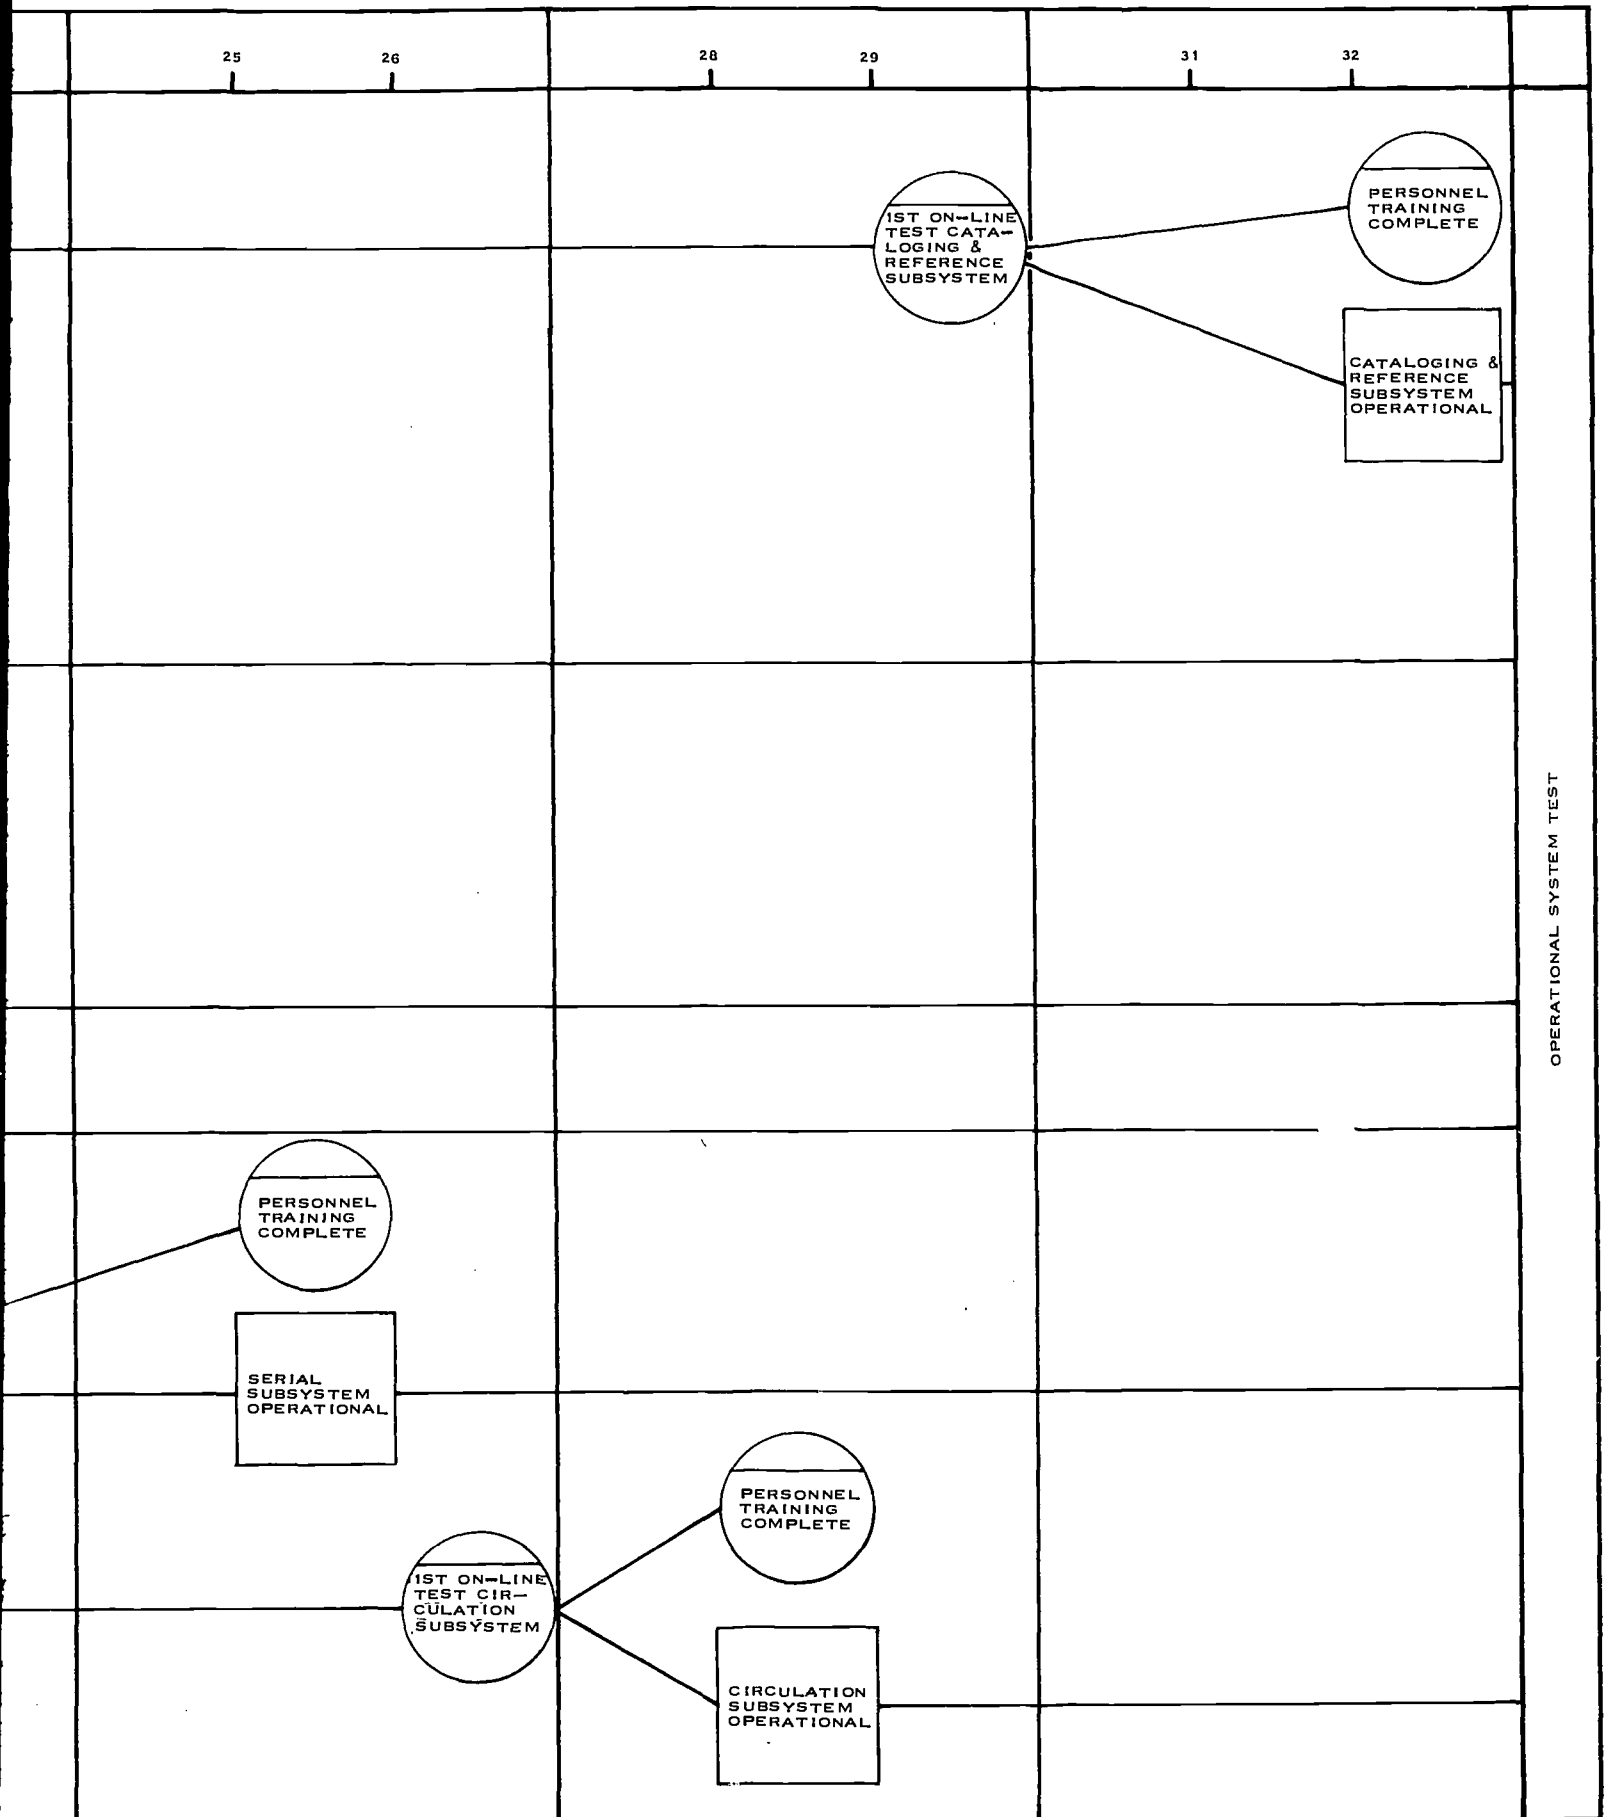 25 26 28 29 31 32
PERSONNEL
TRAINING
COMPLETE
1ST ON-LINE
TEST CATA-
LOGING &
REFERENCE
SUBSYSTEM
CATALOGING &
REFERENCE
SUBSYSTEM
OPERATIONAL
OPERATIONAL SYSTEM TEST
PERSONNEL
TRAINING
COMPLETE
SERIAL
SUBSYSTEM
OPERATIONAL
PERSONNEL
TRAINING
COMPLETE
1ST ON-LINE
TEST CIR-
CULATION
SUBSYSTEM
CIRCULATION
SUBSYSTEM
OPERATIONAL